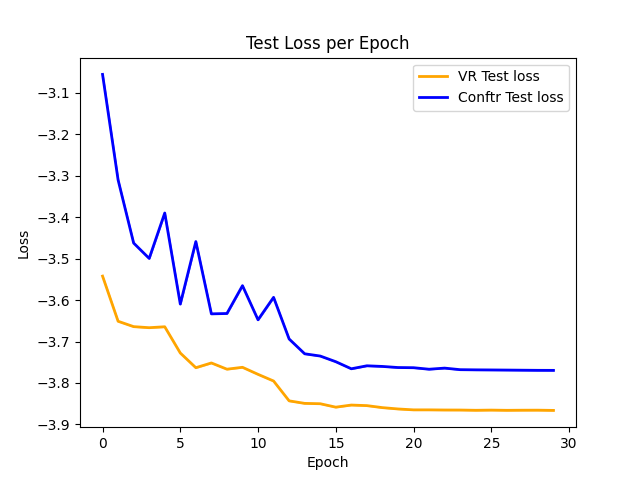 Test Loss per Epoch
VR Test loss
Conftr Test loss
−3.1
−3.2
−3.3
−3.4
−3.5
−3.6
−3.7
−3.8
−3.9
Loss
0 5 10 15 20 25 30
Epoch